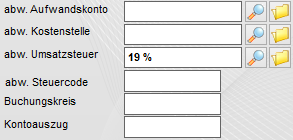 abw. Aufwandskonto
abw. Kostenstelle
abw. Umsatzsteuer 19 %
abw. Steuercode
Buchungskreis
Kontoauszug